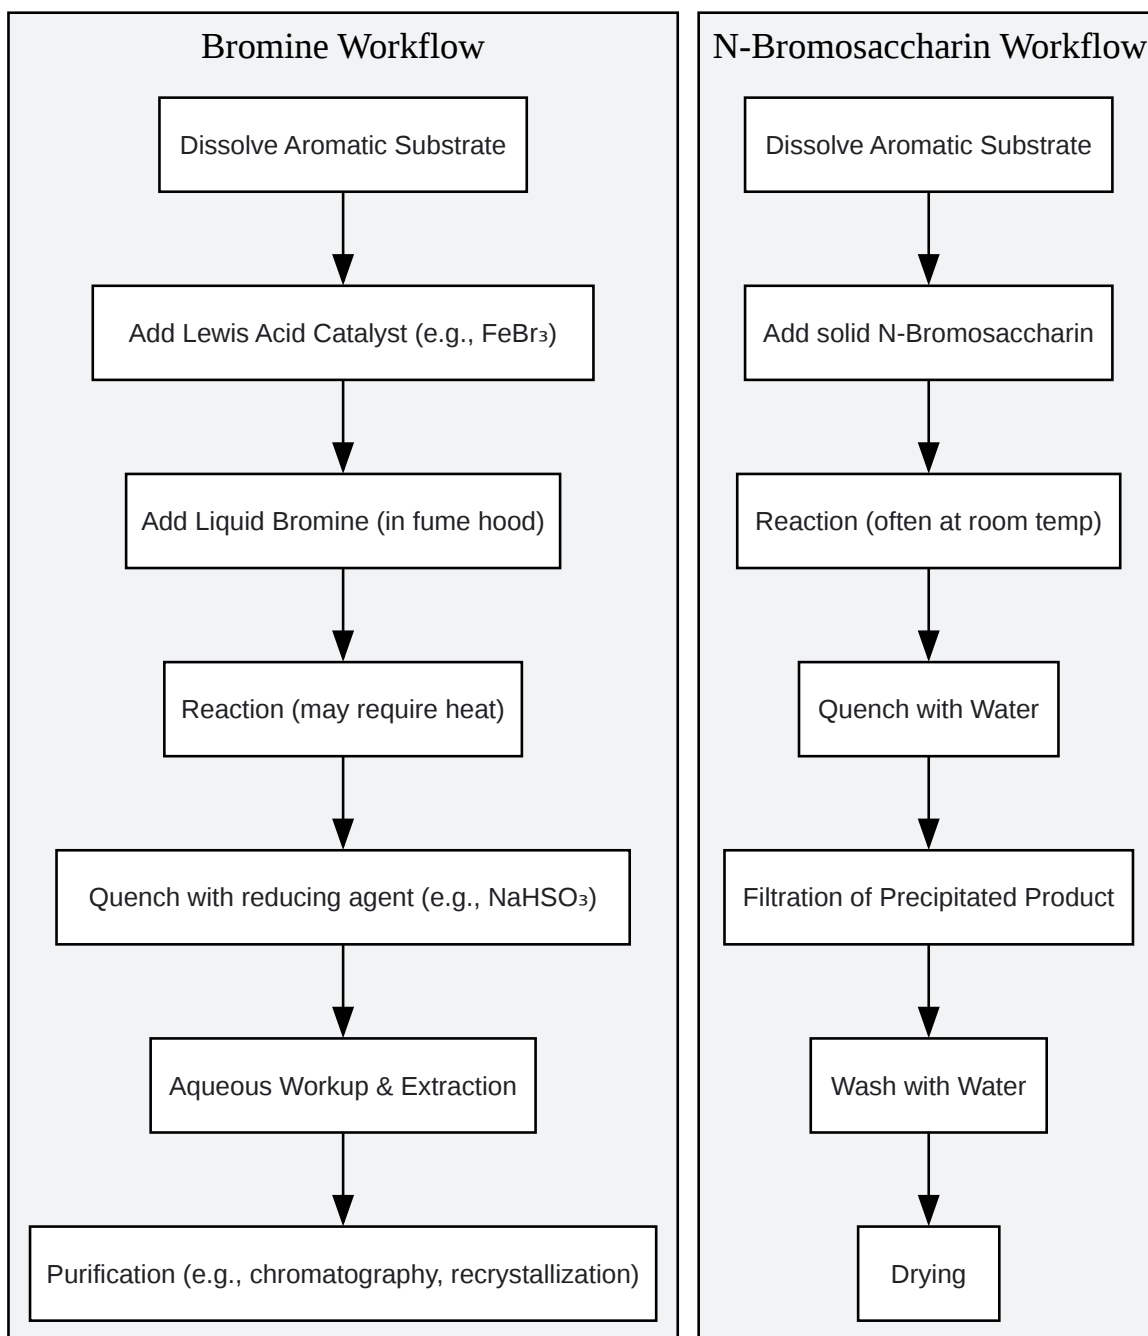 Bromine Workflow
Dissolve Aromatic Substrate
Add Lewis Acid Catalyst (e.g., FeBr₃)
Add Liquid Bromine (in fume hood)
Reaction (may require heat)
Quench with reducing agent (e.g., NaHSO₃)
Aqueous Workup & Extraction
Purification (e.g., chromatography, recrystallization)
N-Bromosaccharin Workflow
Dissolve Aromatic Substrate
Add solid N-Bromosaccharin
Reaction (often at room temp)
Quench with Water
Filtration of Precipitated Product
Wash with Water
Drying